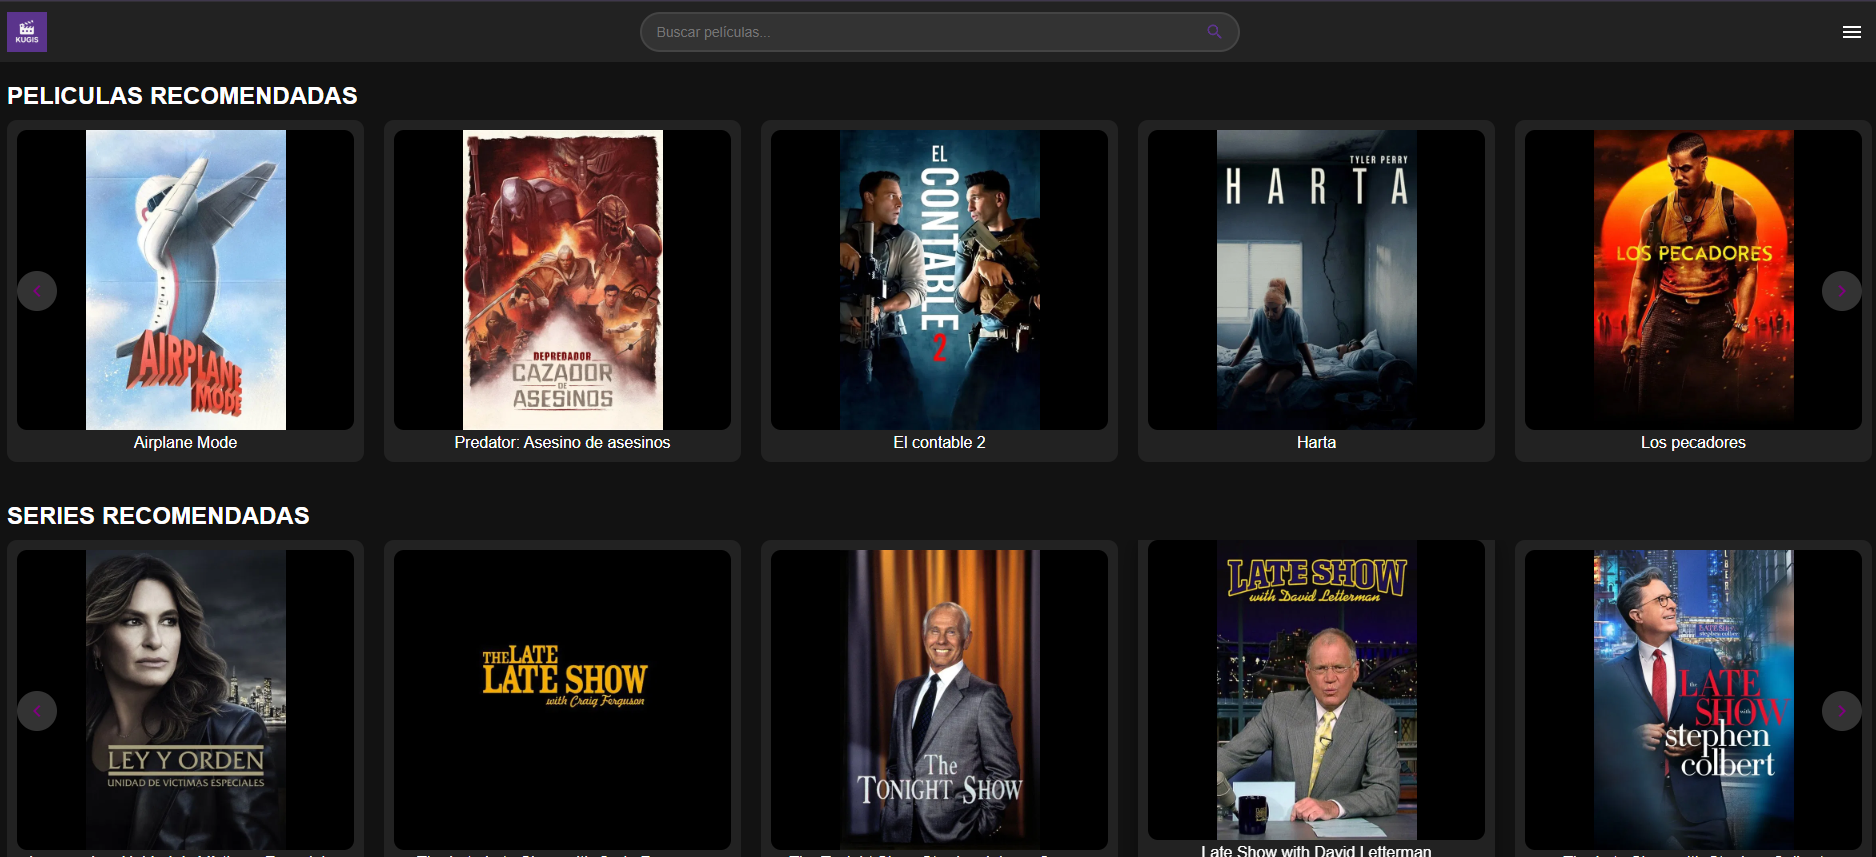 KUGIS
Buscar películas...
PELICULAS RECOMENDADAS
AIRPLANE
MODE
Airplane Mode
DEPREDADOR
CAZADOR
DE
ASESINOS
Predator: Asesino de asesinos
EL
CONTABLE
2
El contable 2
TYLER PERRY
HARTA
Harta
LOS PECADORES
Los pecadores
SERIES RECOMENDADAS
LEY Y ORDEN
UNIDAD DE VÍCTIMAS ESPECIALES
THE LATE
LATE SHOW
with Craig Ferguson
The
TONIGHT SHOW
LATE SHOW
with David Letterman
Late Show with David Letterman
the
LATE
SHOW
with
stephen
colbert